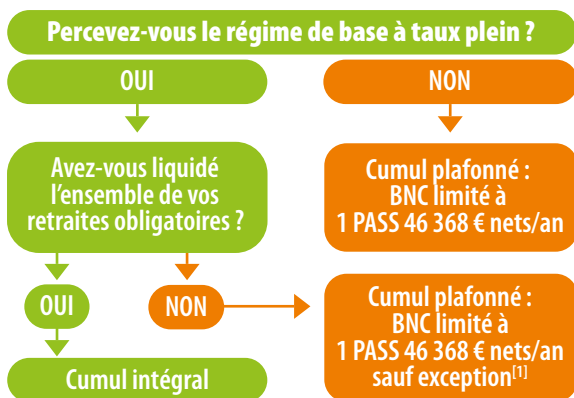 Percevez-vous le régime de base à taux plein ?
OUI
NON
Avez-vous liquidé
l'ensemble de vos
retraites obligatoires ?
Cumul plafonné :
BNC limité à
1 PASS 46 368 € nets/an
OUI
NON
Cumul plafonné :
BNC limité à
1 PASS 46 368 € nets/an
sauf exception[1]
Cumul intégral